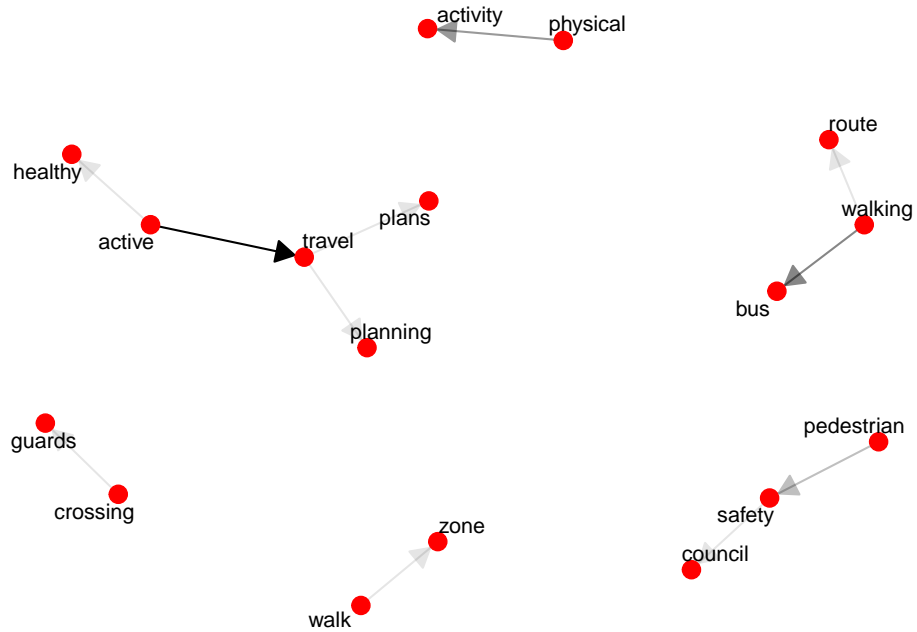 activity
physical
route
healthy
plans
walking
active
travel
bus
planning
pedestrian
guards
crossing
safety
zone
council
walk